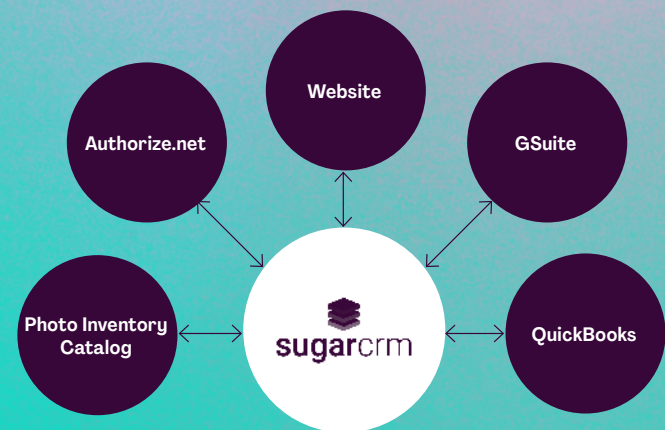 Website
Authorize.net
GSuite
Photo Inventory
Catalog
sugarcrm
QuickBooks